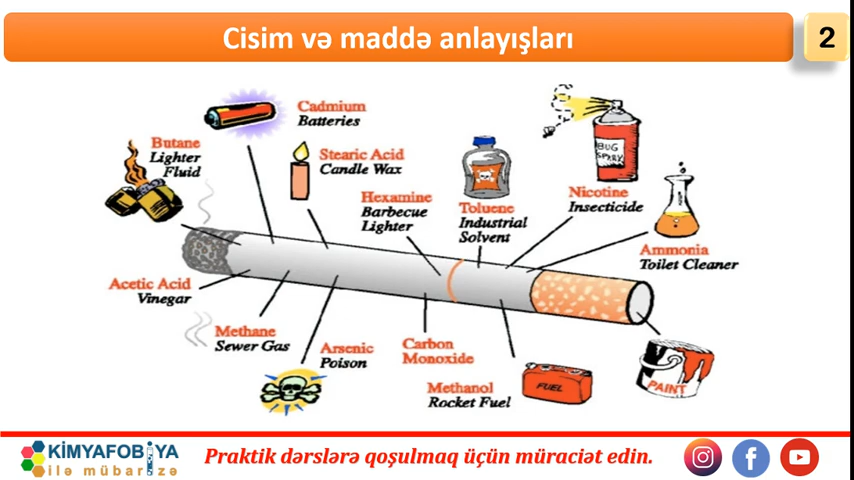 Cisim və maddə anlayışları
2
Cadmium
Batteries
Butane
Lighter
Fluid
Stearic Acid
Candle Wax
Hexamine
Barbecue
Lighter
Toluene
Industrial
Solvent
BUG
SPRAY
Nicotine
Insecticide
Ammonia
Toilet Cleaner
Acetic Acid
Vinegar
Methane
Sewer Gas
Arsenic
Poison
Carbon
Monoxide
Methanol
Rocket Fuel
FUEL
PAINT
KİMYAFOBİYA
ilə mübarizə
Praktik dərslərə qoşulmaq üçün müraciət edin.